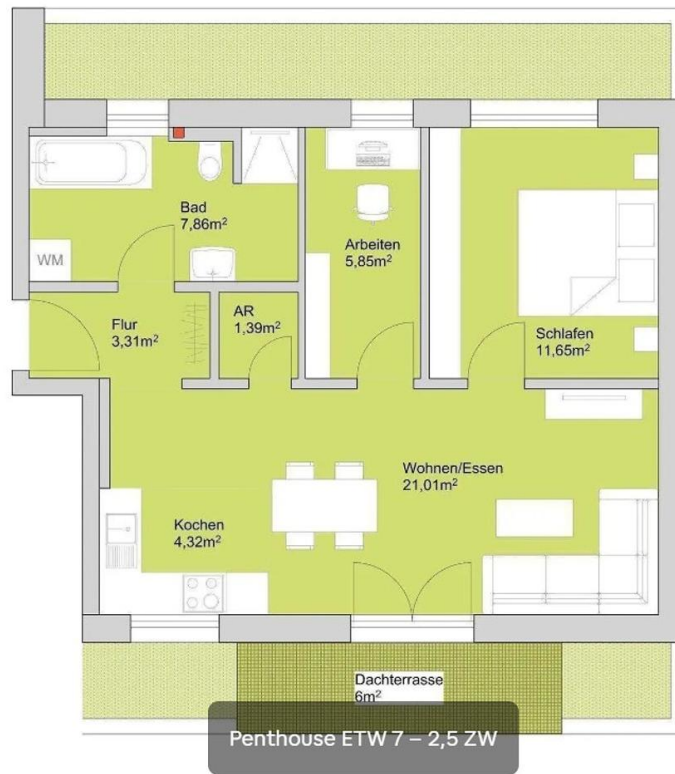 Bad
7,86m²
WM
Arbeiten
5,85m²
Flur
3,31m²
AR
1,39m²
Schlafen
11,65m²
Wohnen/Essen
21,01m²
Kochen
4,32m²
Dachterrasse
6m²
Penthouse ETW 7 – 2,5 ZW